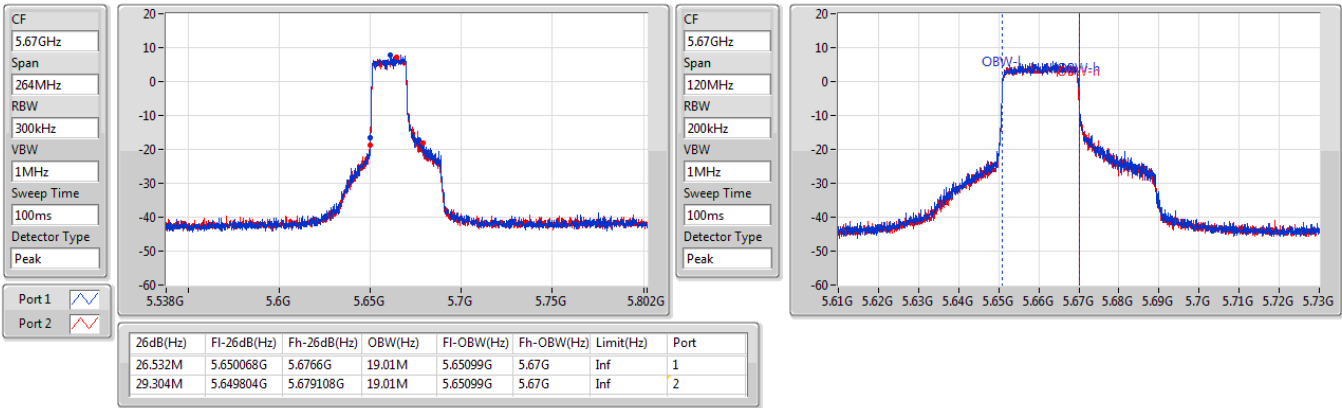 CF
5.67GHz
Span
264MHz
RBW
300kHz
VBW
1MHz
Sweep Time
100ms
Detector Type
Peak
Port 1
Port 2
20
10
0
-10
-20
-30
-40
-50
-60
5.538G 5.6G 5.65G 5.7G 5.75G 5.802G
CF
5.67GHz
Span
120MHz
RBW
200kHz
VBW
1MHz
Sweep Time
100ms
Detector Type
Peak
20
10
0
-10
-20
-30
-40
-50
-60
OBW-l
OBW-h
OBW-h
5.61G 5.62G 5.63G 5.64G 5.65G 5.66G 5.67G 5.68G 5.69G 5.7G 5.71G 5.72G 5.73G
26dB(Hz) Fl-26dB(Hz) Fh-26dB(Hz) OBW(Hz) Fl-OBW(Hz) Fh-OBW(Hz) Limit(Hz) Port
26.532M 5.650068G 5.6766G 19.01M 5.65099G 5.67G Inf 1
29.304M 5.649804G 5.679108G 19.01M 5.65099G 5.67G Inf 2